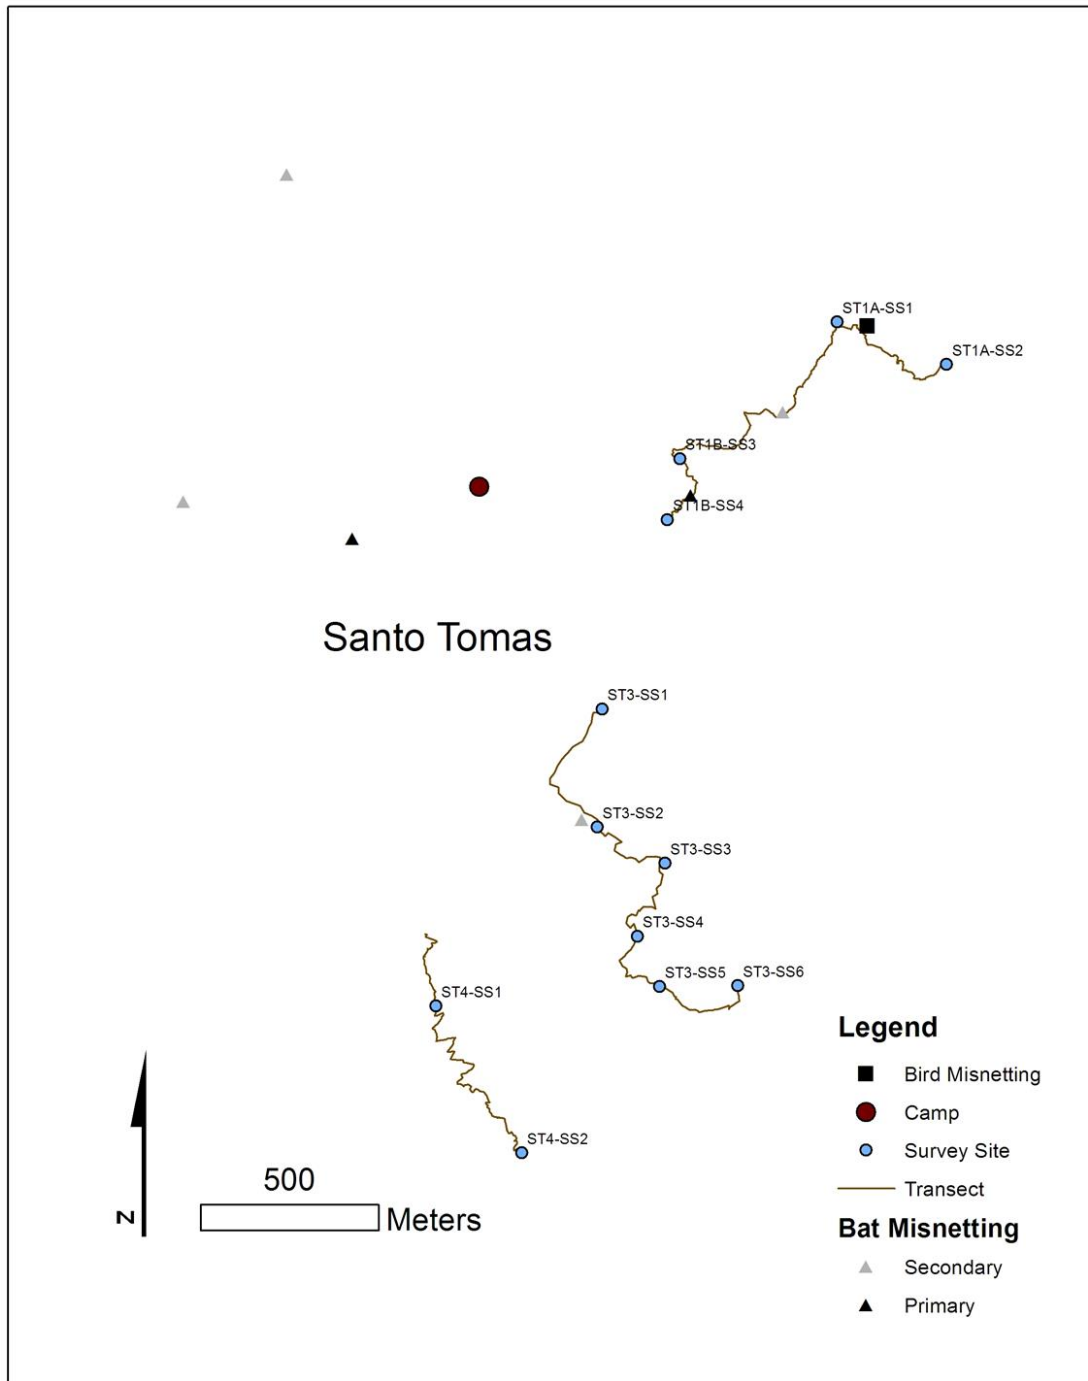 ST1A-SS1
ST1A-SS2
ST1B-SS3
ST1B-SS4
Santo Tomas
ST3-SS1
ST3-SS2
ST3-SS3
ST3-SS4
ST3-SS5
ST3-SS6
ST4-SS1
ST4-SS2
N
500
Meters
Legend
Bird Misnetting
Camp
Survey Site
Transect
Bat Misnetting
Secondary
Primary